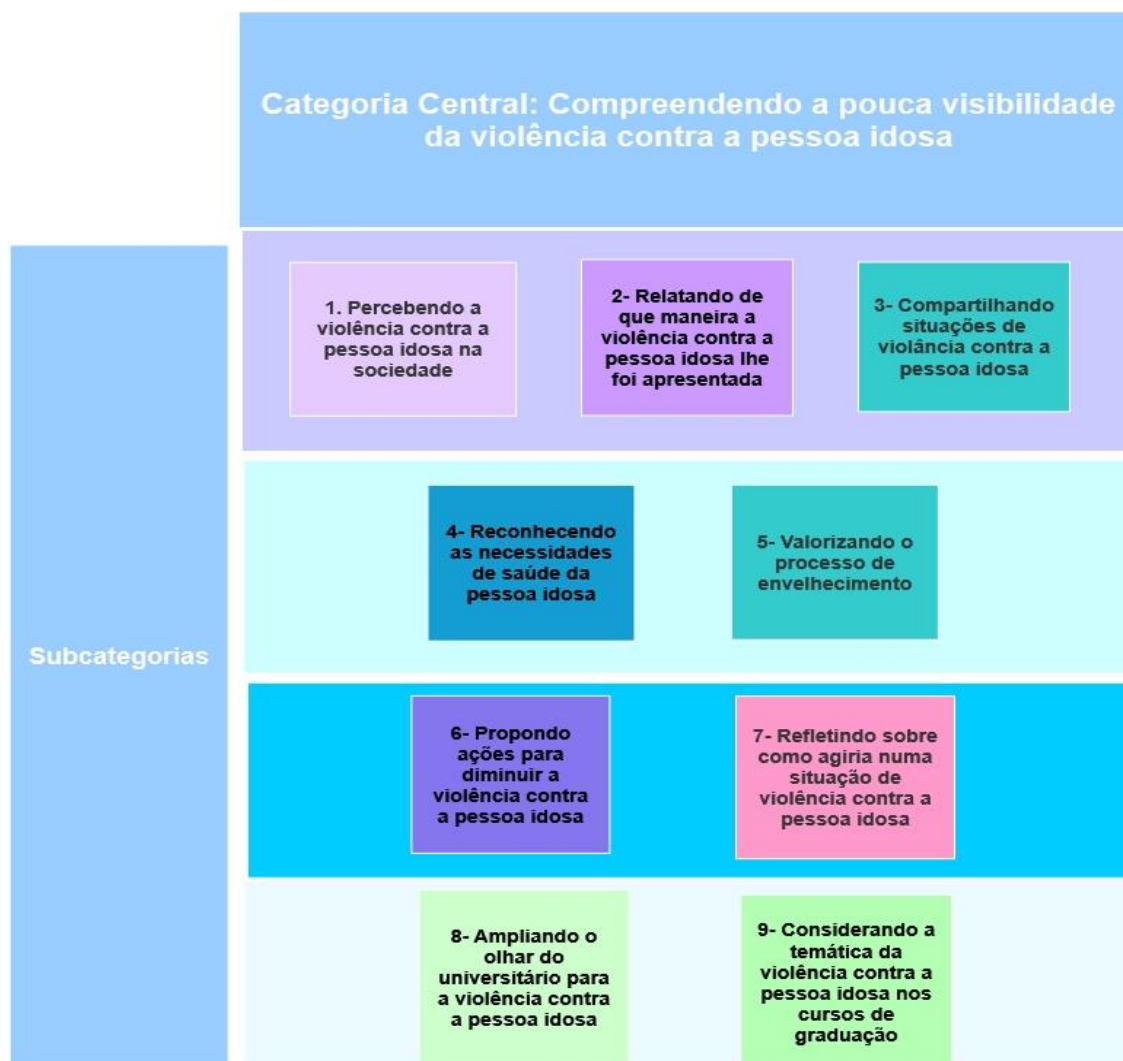 Categoria Central: Compreendendo a pouca visibilidade
da violência contra a pessoa idosa
Subcategorias
1. Percebendo a
violência contra a
pessoa idosa na
sociedade
2- Relatando de
que maneira a
violência contra a
pessoa idosa lhe
foi apresentada
3- Compartilhando
situações de
violância contra a
pessoa idosa
4- Reconhecendo
as necessidades
de saúde da
pessoa idosa
5- Valorizando o
processo de
envelhecimento
6- Propondo
ações para
diminuir a
violência contra
a pessoa idosa
7- Refletindo sobre
como agiria numa
situação de
violência contra a
pessoa idosa
8- Ampliando o
olhar do
universitário para
a violência contra
a pessoa idosa
9- Considerando a
temática da
violência contra a
pessoa idosa nos
cursos de
graduação